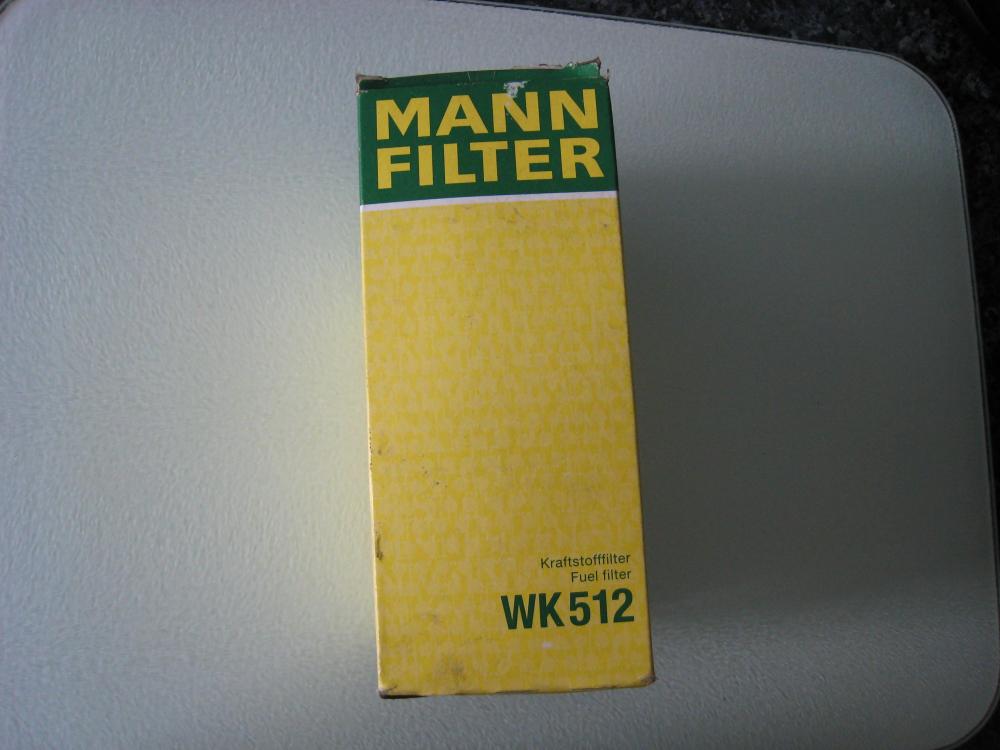 MANN
FILTER
Kraftstofffilter
Fuel filter
WK 512